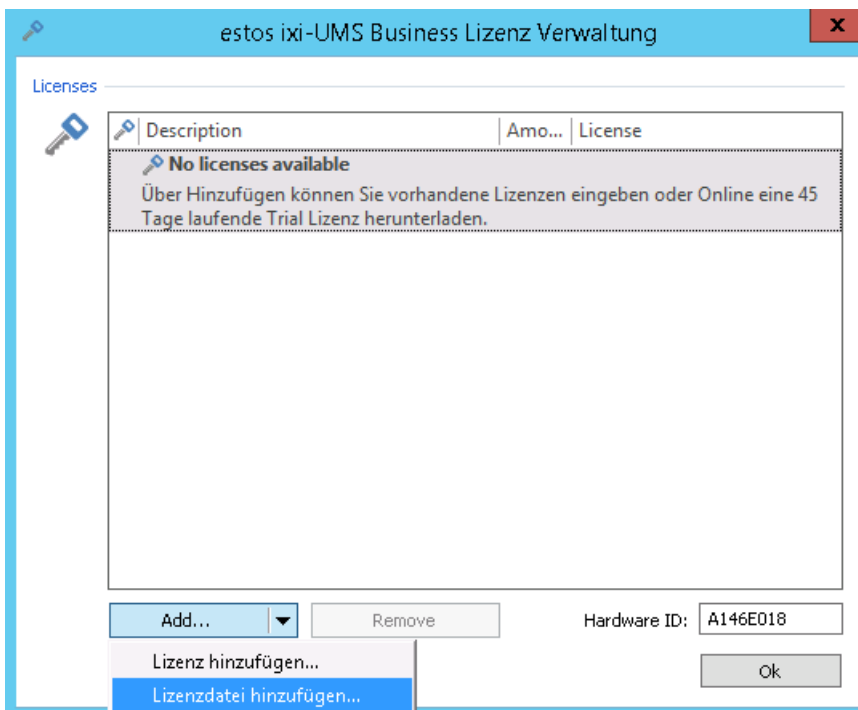 estos ixi-UMS Business Lizenz Verwaltung
x
Licenses
Description Amo... License
No licenses available
Über Hinzufügen können Sie vorhandene Lizenzen eingeben oder Online eine 45
Tage laufende Trial Lizenz herunterladen.
Add... Remove Hardware ID: A146E018
Lizenz hinzufügen...
Ok
Lizenzdatei hinzufügen...